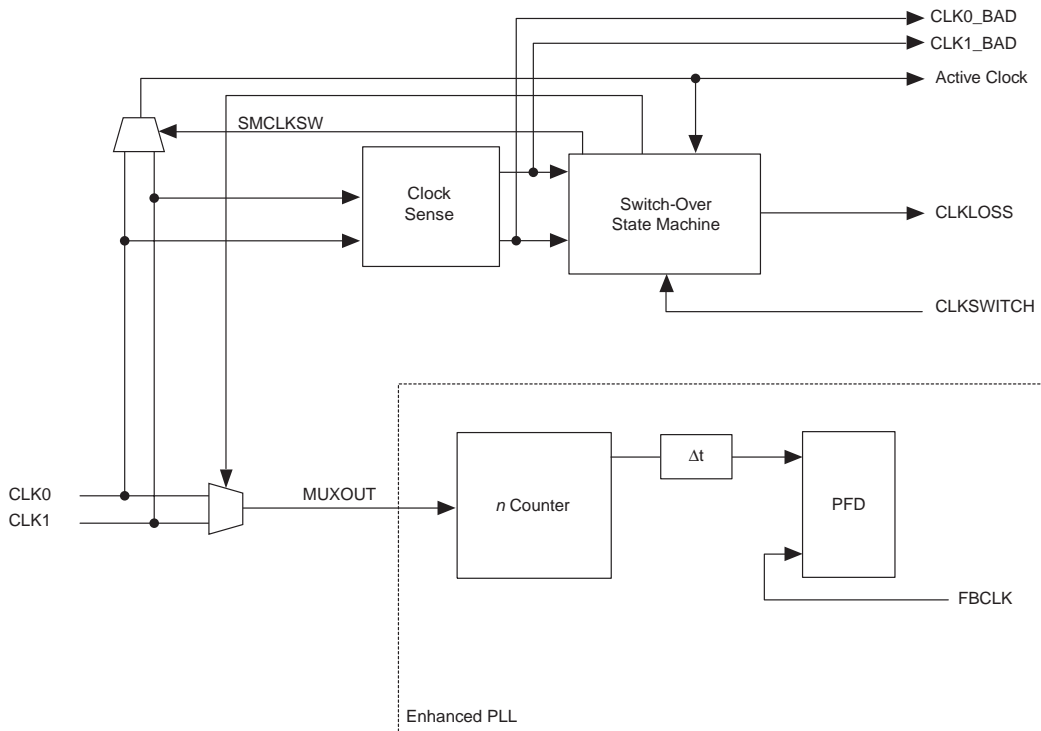 CLK0_BAD
CLK1_BAD
Active Clock
SMCLKSW
Clock
Sense
Switch-Over
State Machine
CLKLOSS
CLKSWITCH
Δt
CLK0
MUXOUT
n Counter
PFD
CLK1
FBCLK
Enhanced PLL